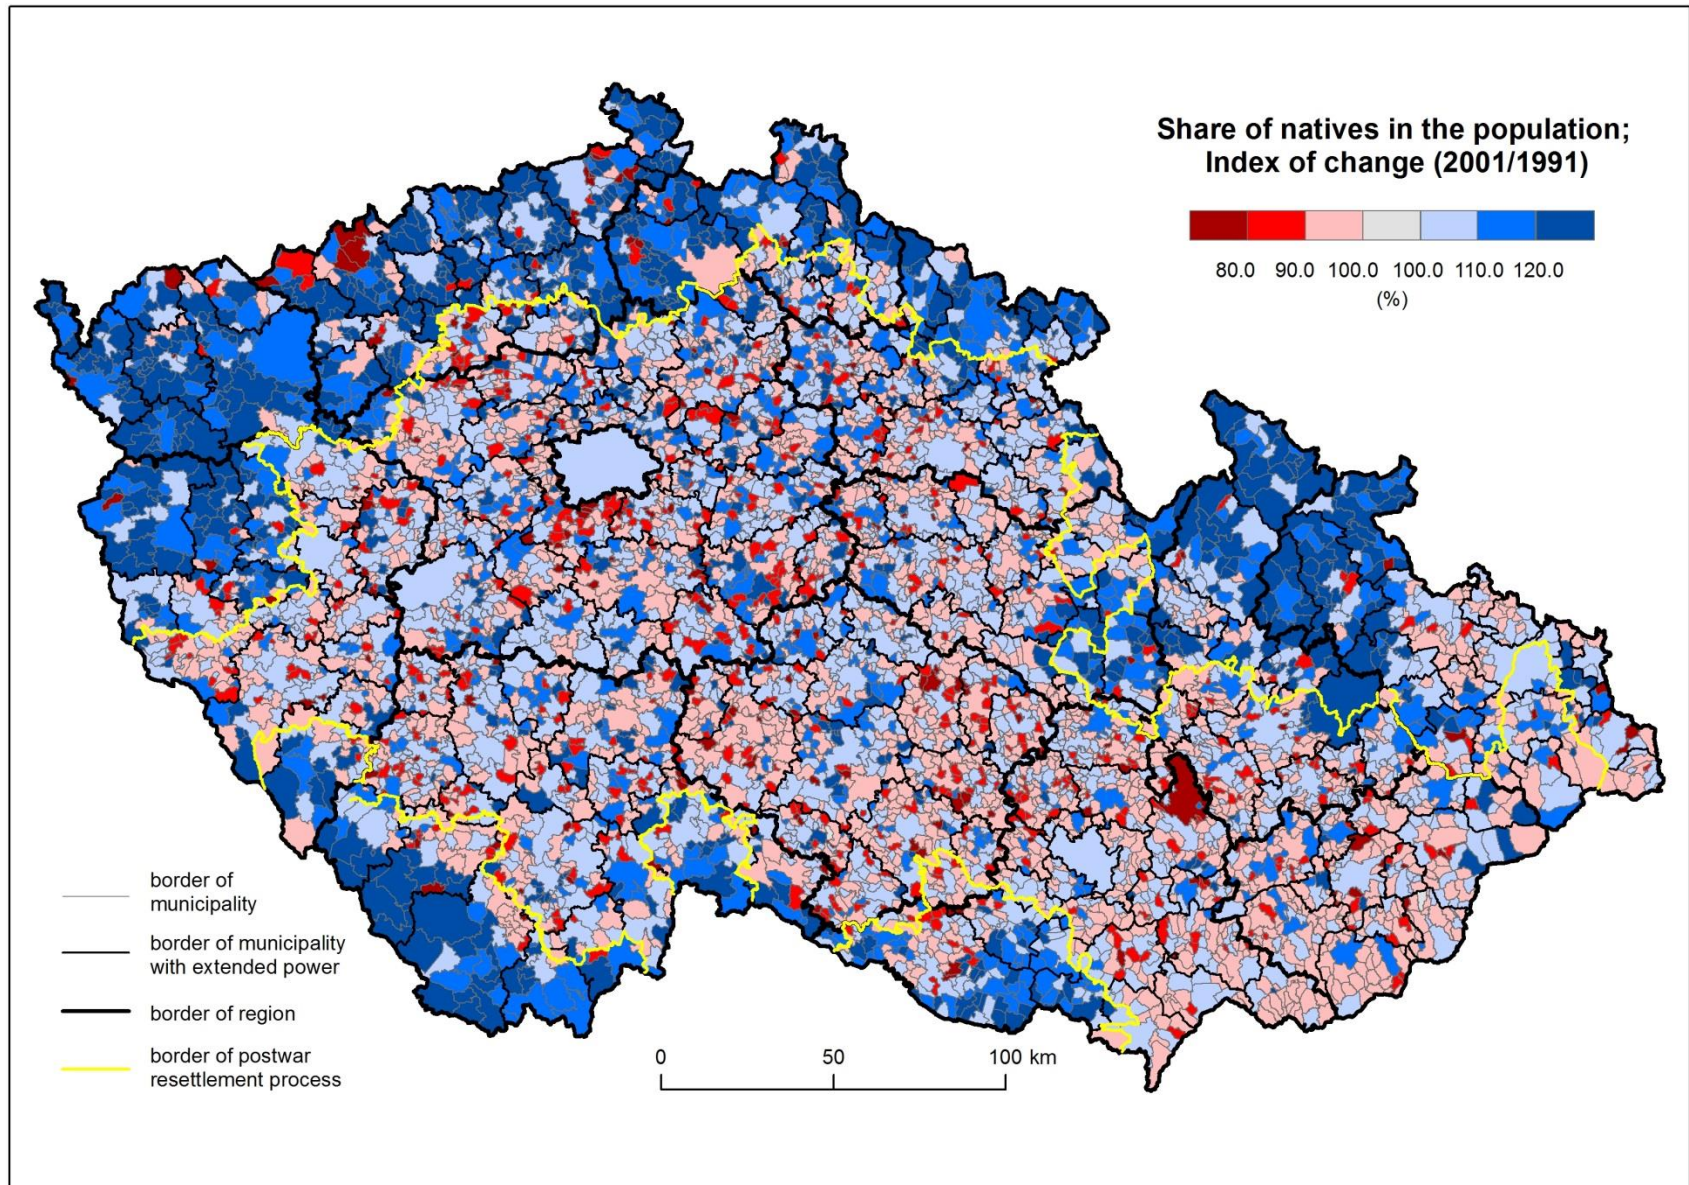 Share of natives in the population;
Index of change (2001/1991)
80.0 90.0 100.0 100.0 110.0 120.0
(%)
border of
municipality
border of municipality
with extended power
border of region
border of postwar
resettlement process
0 50 100 km